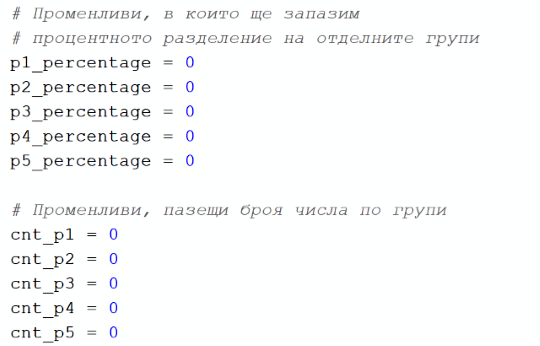 # Променливи, в които ще запазим
# процентното разделение на отделните групи
p1_percentage = 0
p2_percentage = 0
p3_percentage = 0
p4_percentage = 0
p5_percentage = 0
# Променливи, пазещи броя числа по групи
cnt_p1 = 0
cnt_p2 = 0
cnt_p3 = 0
cnt_p4 = 0
cnt_p5 = 0